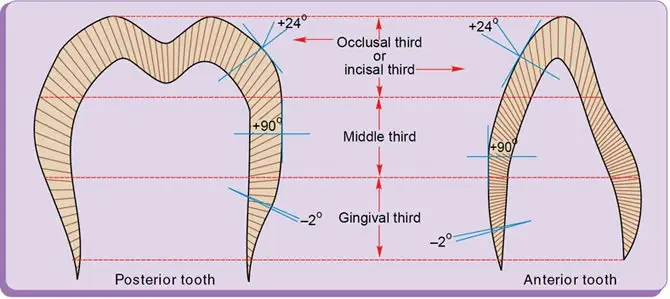 +24°
Occlusal third
or
incisal third
+24°
+90°
Middle third
+90°
–2°
Gingival third
–2°
Posterior tooth
Anterior tooth